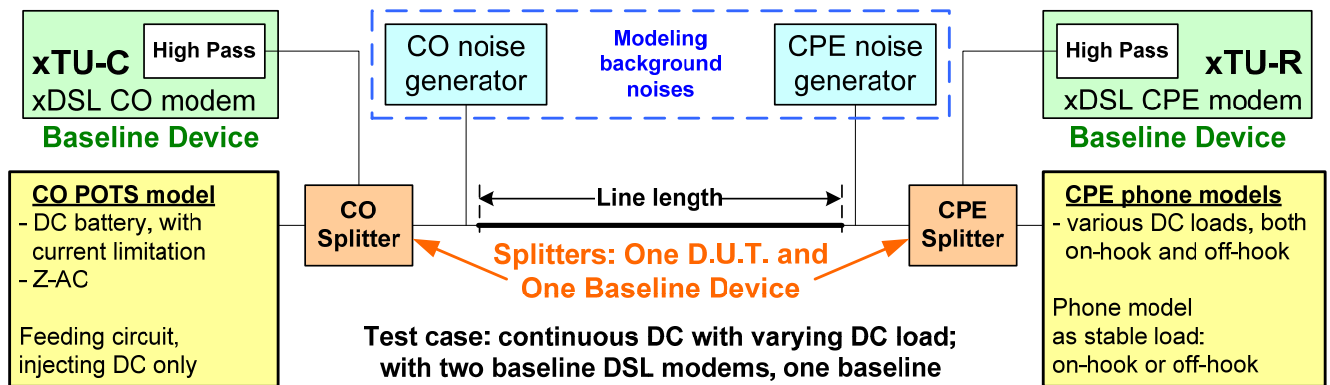 xTU-C
High Pass
xDSL CO modem
Baseline Device
CO noise
generator
Modeling
background
noises
CPE noise
generator
High Pass
xTU-R
xDSL CPE modem
Baseline Device
CO POTS model
- DC battery, with
current limitation
- Z-AC
Feeding circuit,
injecting DC only
CO
Splitter
Line length
CPE
Splitter
Splitters: One D.U.T. and
One Baseline Device
CPE phone models
- various DC loads, both
on-hook and off-hook
Phone model
as stable load:
on-hook or off-hook
Test case: continuous DC with varying DC load;
with two baseline DSL modems, one baseline